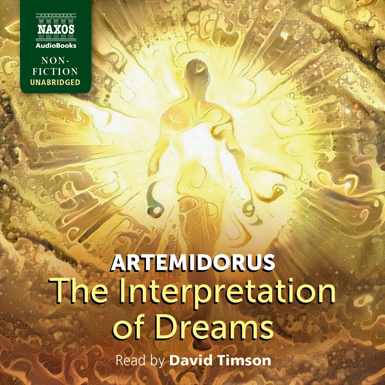 NAXOS
AudioBooks
NON-
FICTION
UNABRIDGED
ARTEMIDORUS
The Interpretation
of Dreams
Read by David Timson